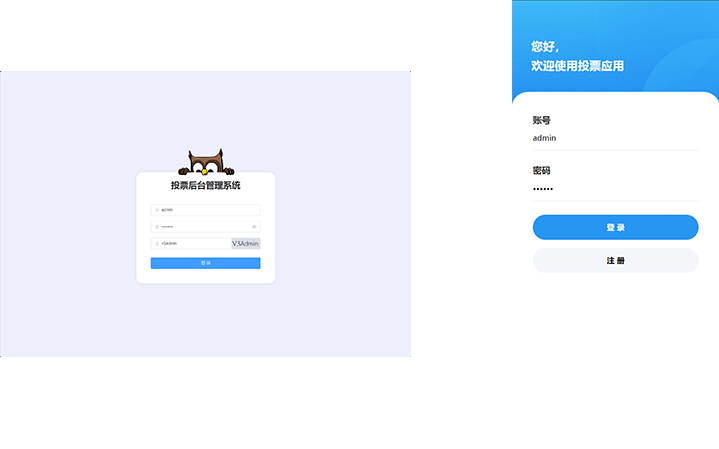 投票后台管理系统
admin
v3admin
V3Admin
登 录
您好，
欢迎使用投票应用
账号
admin
密码
登 录
注 册